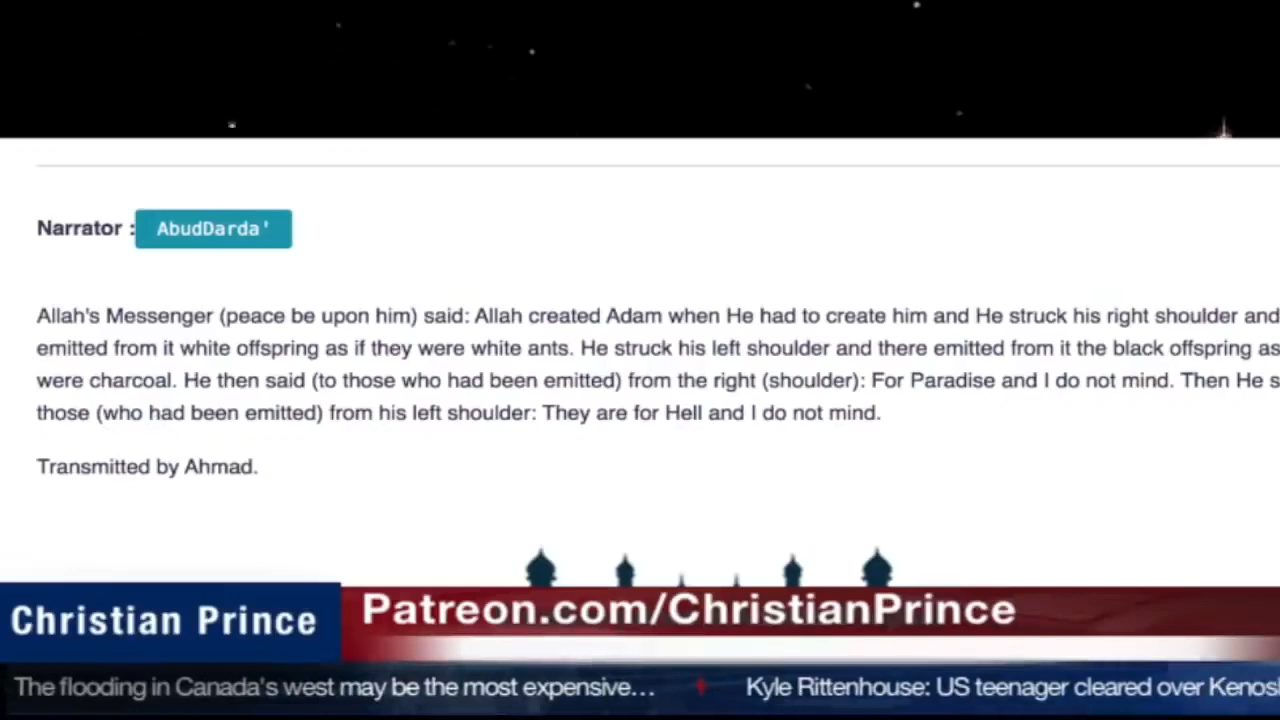 Narrator : AbudDarda'
Allah's Messenger (peace be upon him) said: Allah created Adam when He had to create him and He struck his right shoulder and
emitted from it white offspring as if they were white ants. He struck his left shoulder and there emitted from it the black offspring as
were charcoal. He then said (to those who had been emitted) from the right (shoulder): For Paradise and I do not mind. Then He s
those (who had been emitted) from his left shoulder: They are for Hell and I do not mind.
Transmitted by Ahmad.
Christian Prince
Patreon.com/ChristianPrince
The flooding in Canada's west may be the most expensive…
Kyle Rittenhouse: US teenager cleared over Kenosh